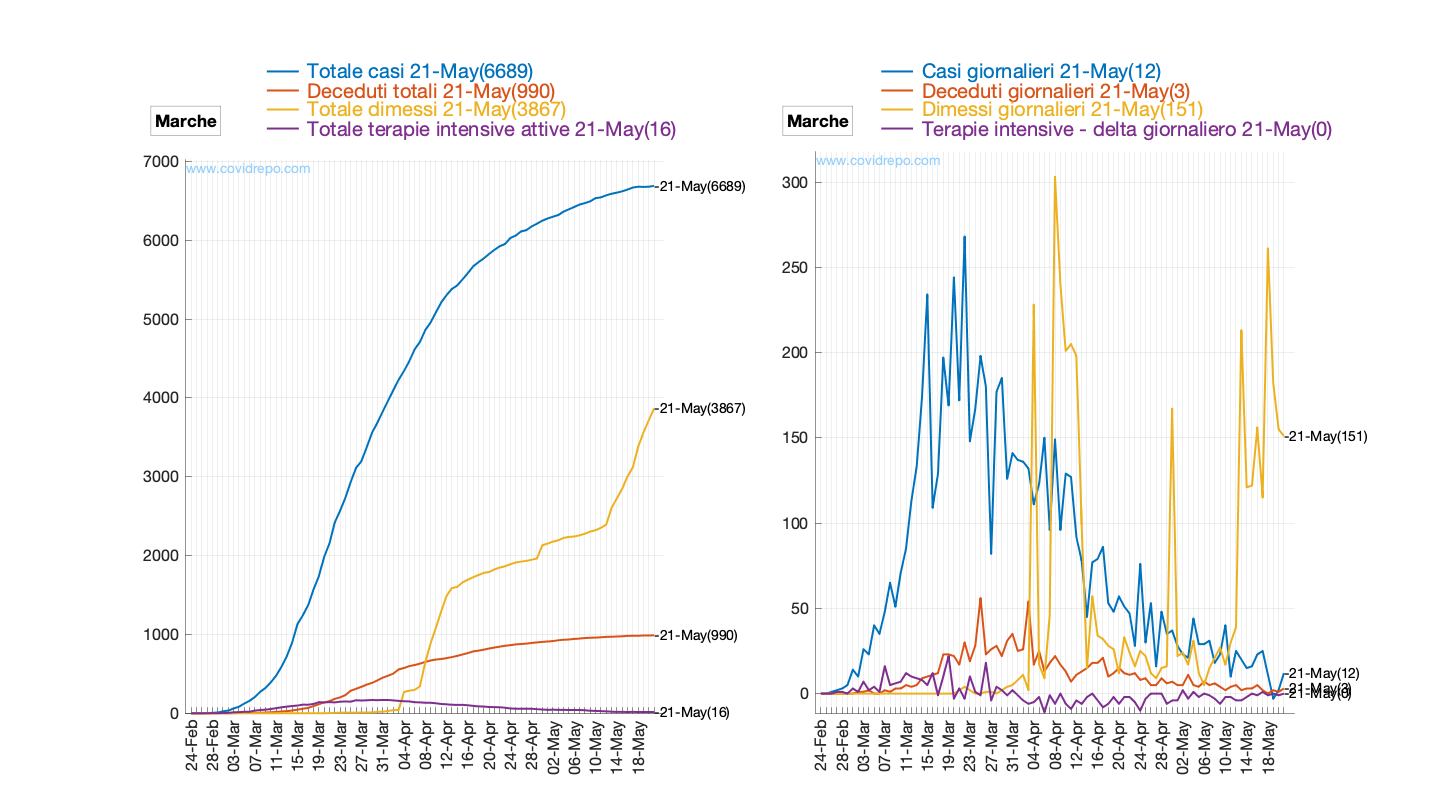 Totale casi 21-May(6689)
Deceduti totali 21-May(990)
Totale dimessi 21-May(3867)
Totale terapie intensive attive 21-May(16)
Marche
www.covidrepo.com
7000
6000
5000
4000
3000
2000
1000
0
21-May(6689)
21-May(3867)
21-May(990)
21-May(16)
24-Feb
28-Feb
03-Mar
07-Mar
11-Mar
15-Mar
19-Mar
23-Mar
27-Mar
31-Mar
04-Apr
08-Apr
12-Apr
16-Apr
20-Apr
24-Apr
28-Apr
02-May
06-May
10-May
14-May
18-May
Casi giornalieri 21-May(12)
Deceduti giornalieri 21-May(3)
Dimessi giornalieri 21-May(151)
Terapie intensive - delta giornaliero 21-May(0)
Marche
www.covidrepo.com
300
250
200
150
100
50
0
21-May(151)
21-May(12)
21-May(3)
21-May(0)
24-Feb
28-Feb
03-Mar
07-Mar
11-Mar
15-Mar
19-Mar
23-Mar
27-Mar
31-Mar
04-Apr
08-Apr
12-Apr
16-Apr
20-Apr
24-Apr
28-Apr
02-May
06-May
10-May
14-May
18-May